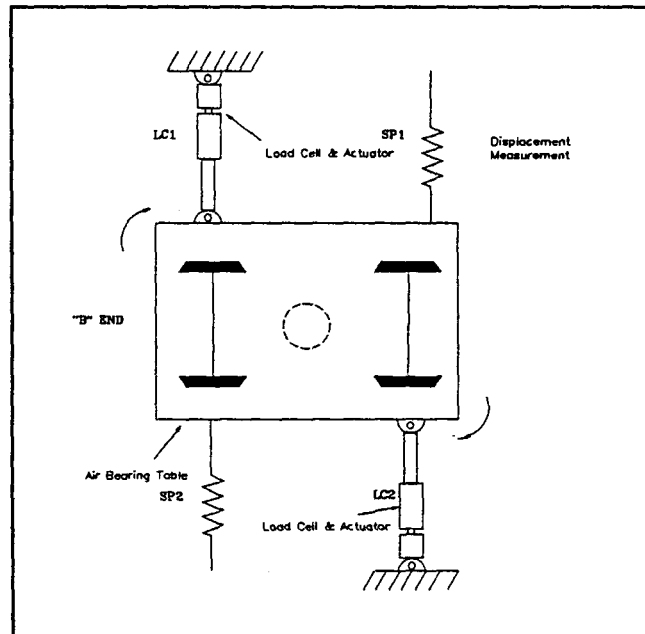 LC1
Load Cell & Actuator
SP1
Displacement
Measurement
"B" END
Air Bearing Table
SP2
LC2
Load Cell & Actuator